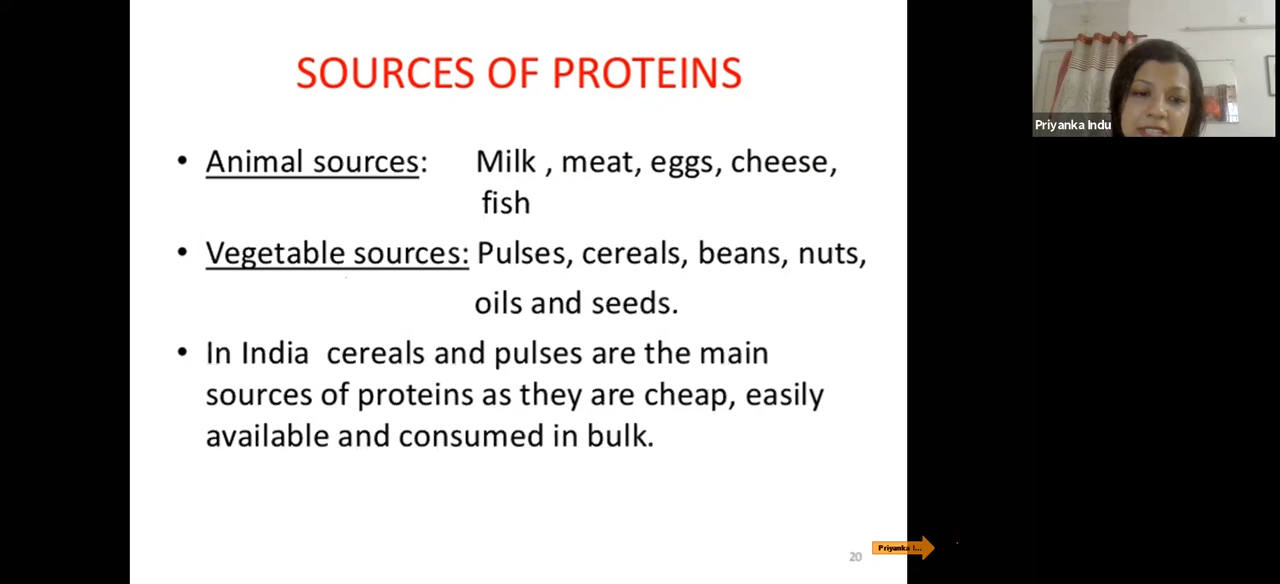 SOURCES OF PROTEINS
Priyanka Indu
• Animal sources: Milk , meat, eggs, cheese,
fish
• Vegetable sources: Pulses, cereals, beans, nuts,
oils and seeds.
• In India cereals and pulses are the main
sources of proteins as they are cheap, easily
available and consumed in bulk.
20
Priyanka I...